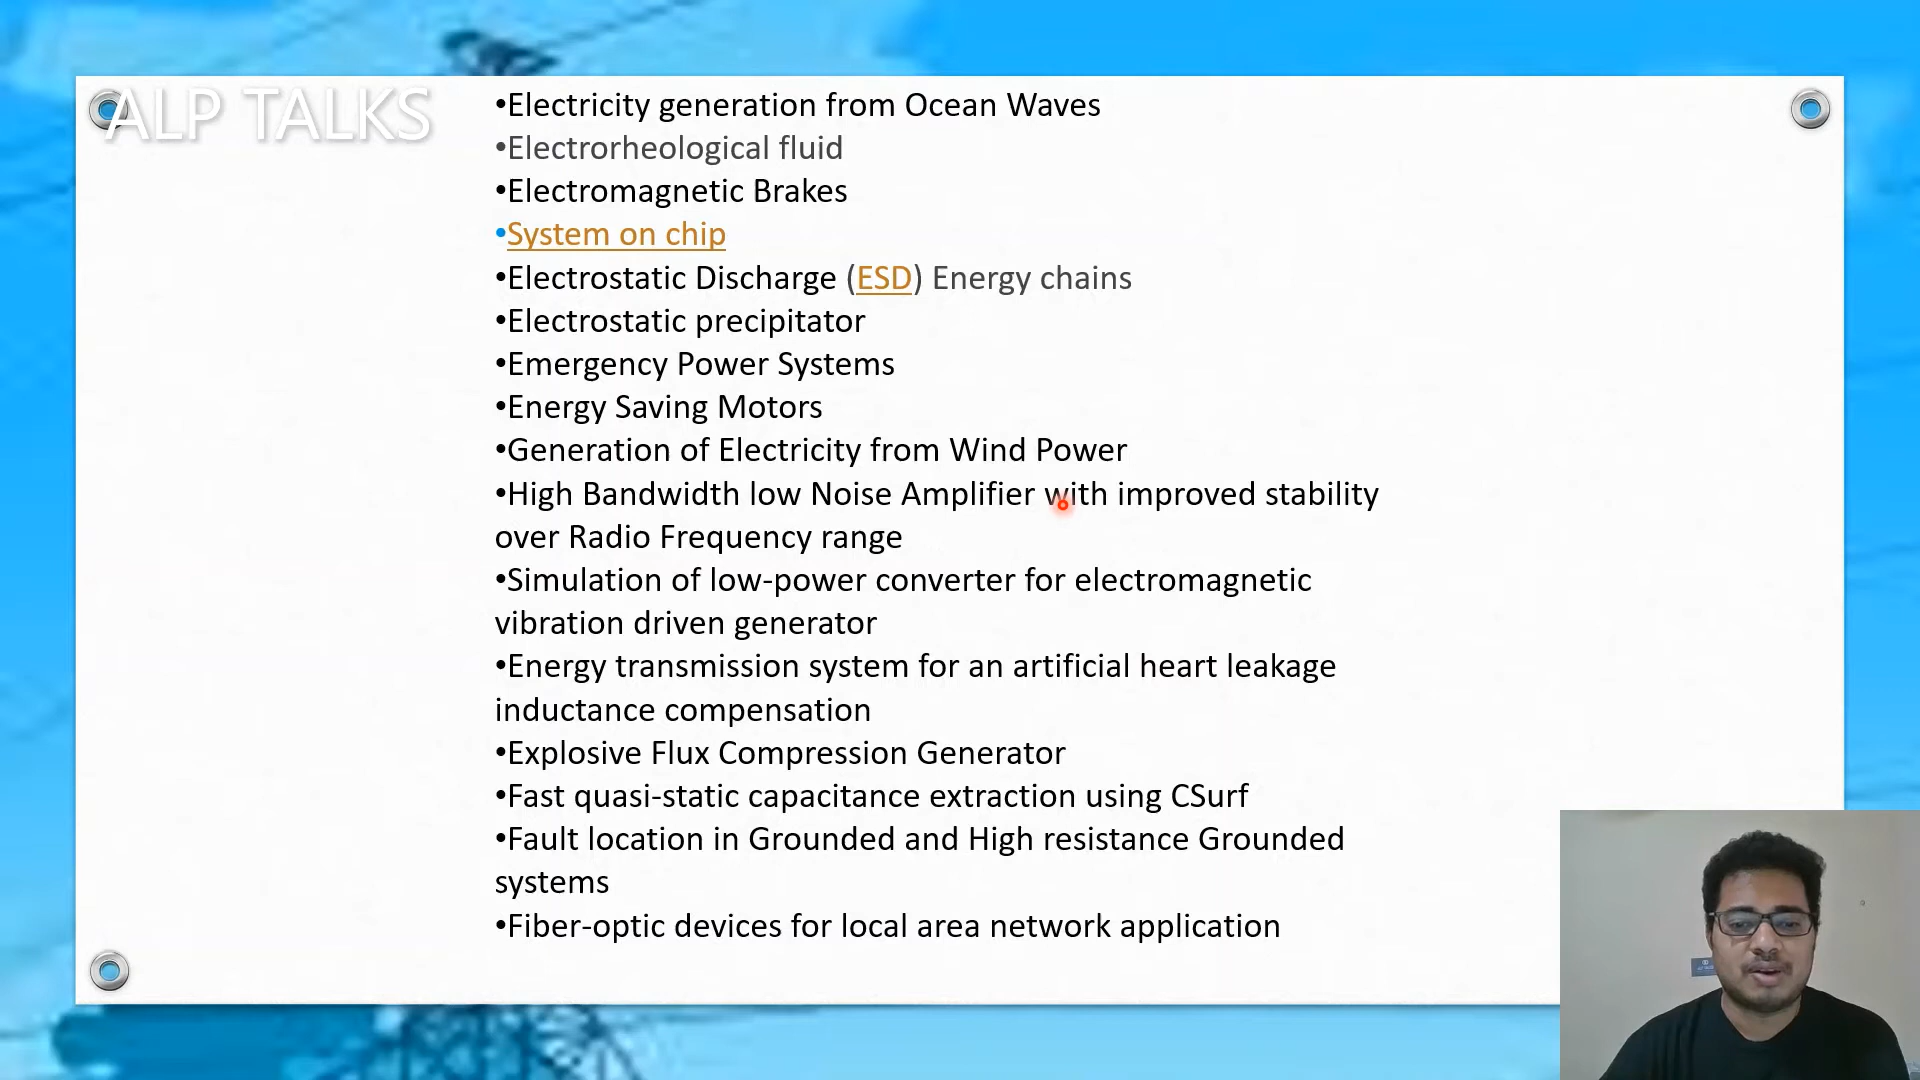 ALP TALKS
•Electricity generation from Ocean Waves
•Electrorheological fluid
•Electromagnetic Brakes
•System on chip
•Electrostatic Discharge (ESD) Energy chains
•Electrostatic precipitator
•Emergency Power Systems
•Energy Saving Motors
•Generation of Electricity from Wind Power
•High Bandwidth low Noise Amplifier with improved stability
over Radio Frequency range
•Simulation of low-power converter for electromagnetic
vibration driven generator
•Energy transmission system for an artificial heart leakage
inductance compensation
•Explosive Flux Compression Generator
•Fast quasi-static capacitance extraction using CSurf
•Fault location in Grounded and High resistance Grounded
systems
•Fiber-optic devices for local area network application